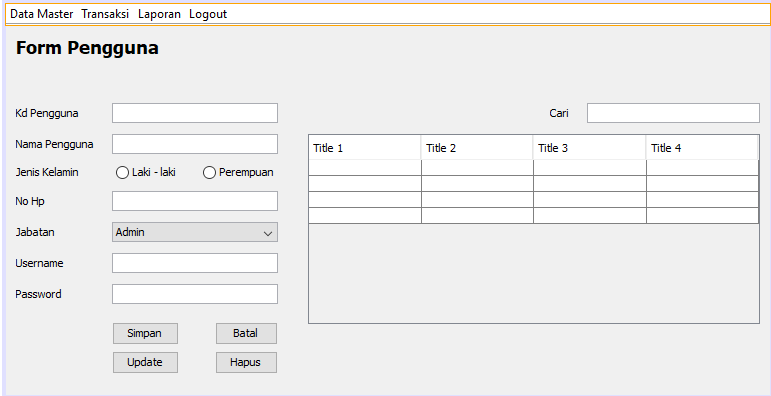 Data Master Transaksi Laporan Logout
Form Pengguna
Kd Pengguna
Cari
Nama Pengguna
Title 1 Title 2 Title 3 Title 4
Jenis Kelamin Laki - laki Perempuan
No Hp
Jabatan Admin
Username
Password
Simpan Batal
Update Hapus